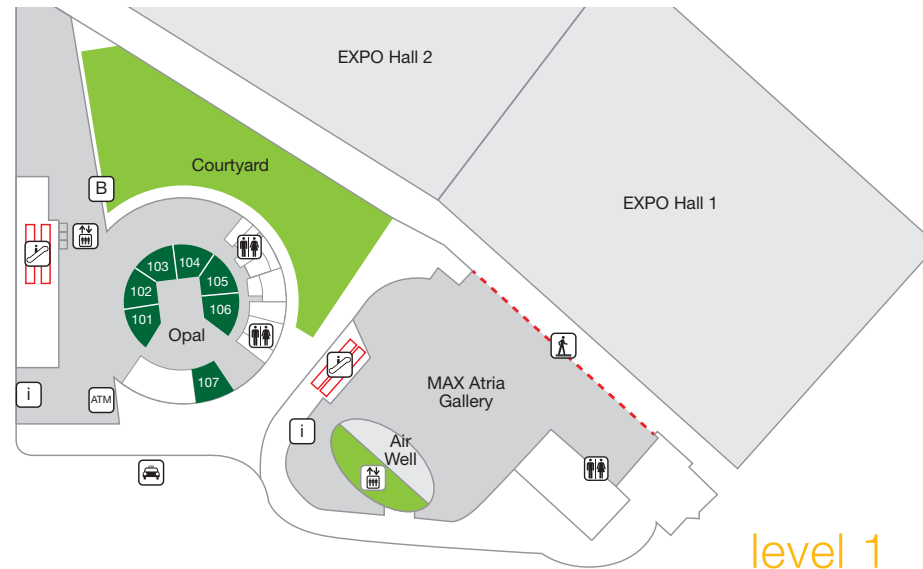 EXPO Hall 2
Courtyard
B
EXPO Hall 1
103
104
102
105
101
106
Opal
107
MAX Atria
Gallery
i
ATM
i
Air
Well
level 1